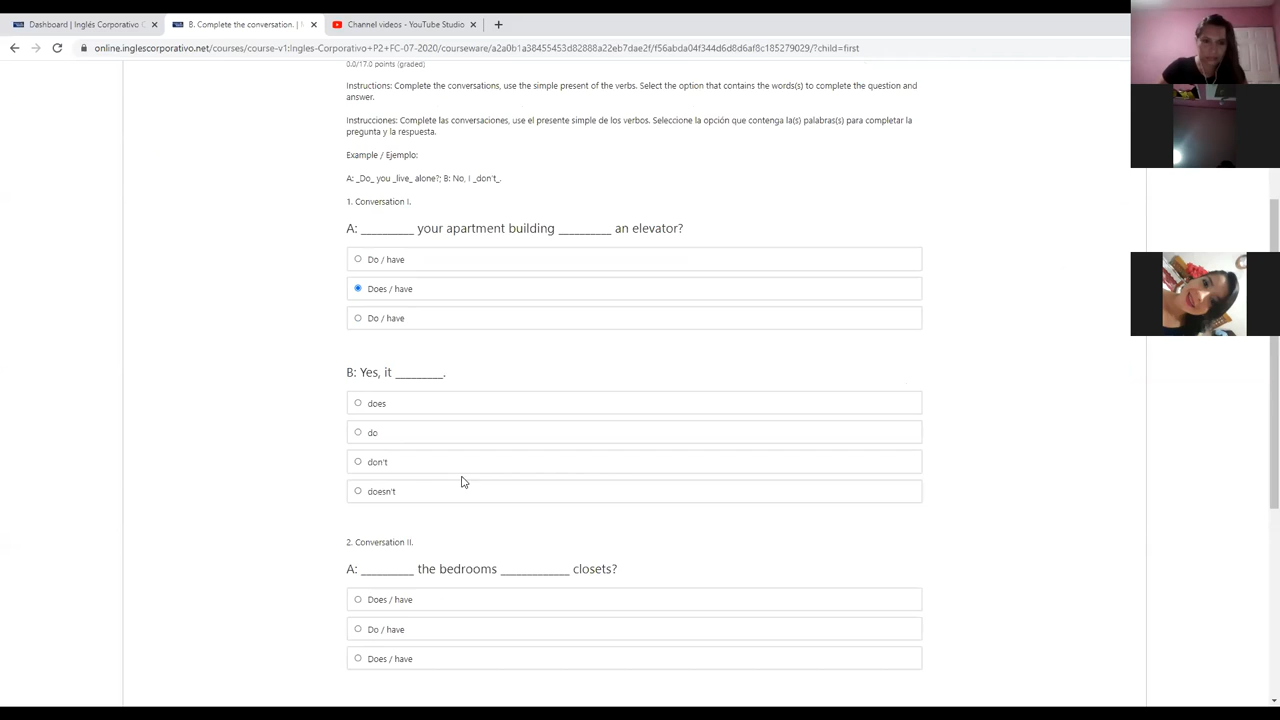 Dashboard | Inglés Corporativo
B. Complete the conversation. |
Channel videos - YouTube Studio
online.inglescorporativo.net/courses/course-v1:Ingles-Corporativo+P2+FC-07-2020/courseware/a2a0b1a38455453d82888a22eb7dae2f/f56abda04f344d6d8d6af8c185279029/?child=first
0.0/17.0 points (graded)
Instructions: Complete the conversations, use the simple present of the verbs. Select the option that contains the words(s) to complete the question and
answer.
Instrucciones: Complete las conversaciones, use el presente simple de los verbos. Seleccione la opción que contenga la(s) palabras(s) para completar la
pregunta y la respuesta.
Example / Ejemplo:
A: _Do_ you _live_ alone?; B: No, I _don't_.
1. Conversation I.
A: _________ your apartment building _________ an elevator?
Do / have
Does / have
Do / have
B: Yes, it ________.
does
do
don't
doesn't
2. Conversation II.
A: _________ the bedrooms ____________ closets?
Does / have
Do / have
Does / have